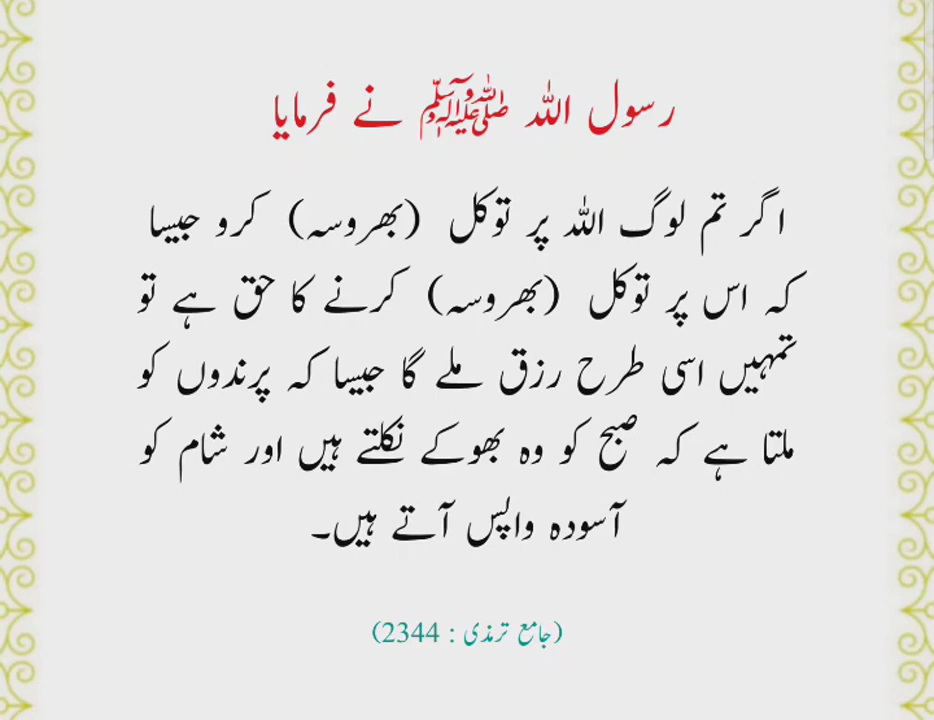 رسول اللہ ﷺ نے فرمایا
اگر تم لوگ اللہ پر توکل (بھروسہ) کرو جیسا
کہ اس پر توکل (بھروسہ) کرنے کا حق ہے تو
تمہیں اسی طرح رزق ملے گا جیسا کہ پرندوں کو
ملتا ہے کہ صبح کو وہ بھوکے نکلتے ہیں اور شام کو
آسودہ واپس آتے ہیں۔
(جامع ترمذی : 2344)